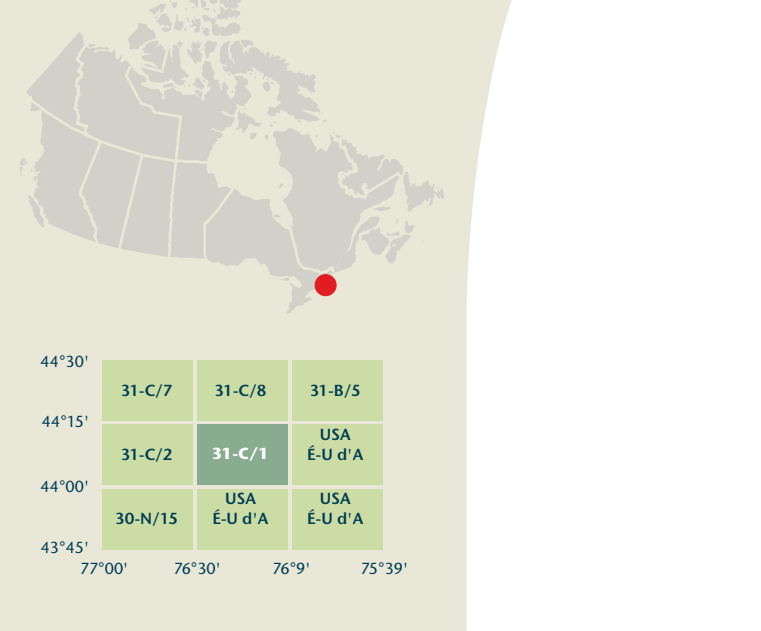 44°30'
31-C/7 31-C/8 31-B/5
44°15'
USA
31-C/2 31-C/1 É-U d'A
44°00'
USA USA
30-N/15 É-U d'A É-U d'A
43°45'
77°00' 76°30' 76°9' 75°39'